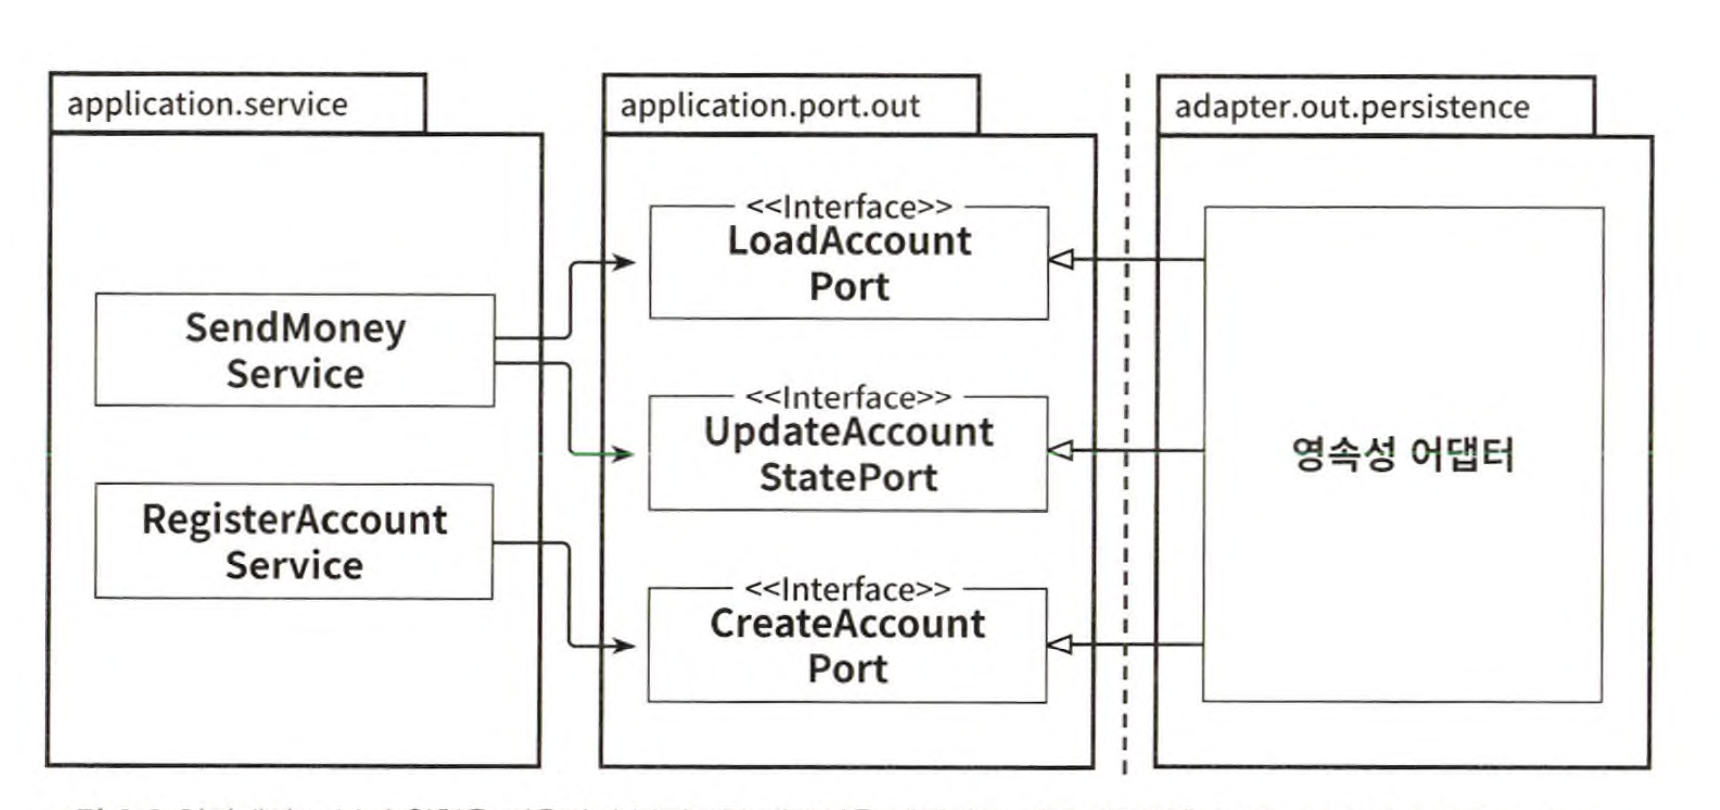 application.service
application.port.out
adapter.out.persistence
<<Interface>>
LoadAccount
Port
SendMoney
Service
<<Interface>>
UpdateAccount
StatePort
영속성 어댑터
RegisterAccount
Service
<<Interface>>
CreateAccount
Port